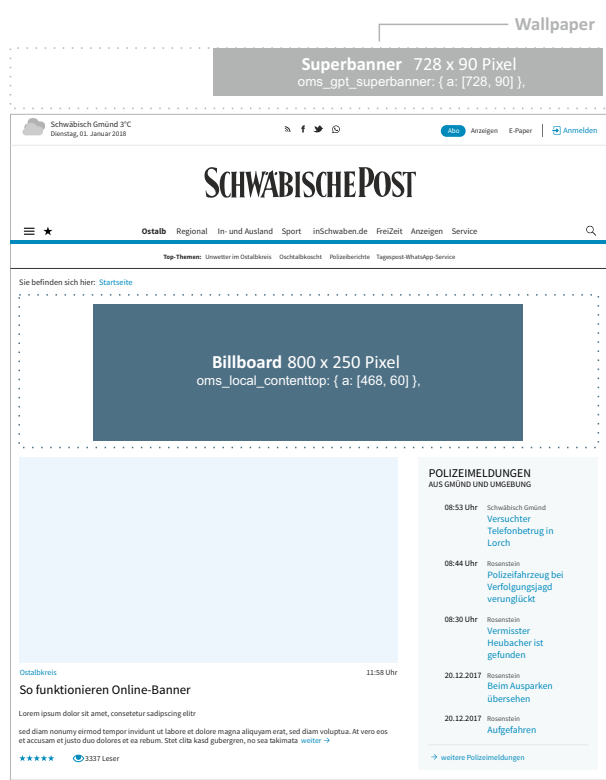 Wallpaper
Superbanner 728 x 90 Pixel
oms_gpt_superbanner: { a: [728, 90] },
Schwäbisch Gmünd 3°C
Dienstag, 01. Januar 2018
Abo Anzeigen E-Paper Anmelden
SCHWÄBISCHE POST
Ostalb Regional In- und Ausland Sport inSchwaben.de FreiZeit Anzeigen Service
Top-Themen: Unwetter im Ostalbkreis Oschtalbkoscht Polizeiberichte Tagespost-WhatsApp-Service
Sie befinden sich hier: Startseite
Billboard 800 x 250 Pixel
oms_local_contenttop: { a: [468, 60] },
Ostalbkreis 11:58 Uhr
So funktionieren Online-Banner
Lorem ipsum dolor sit amet, consetetur sadipscing elitr
sed diam nonumy eirmod tempor invidunt ut labore et dolore magna aliquyam erat, sed diam voluptua. At vero eos
et accusam et justo duo dolores et ea rebum. Stet clita kasd gubergren, no sea takimata weiter →
3337 Leser
POLIZEIMELDUNGEN
AUS GMÜND UND UMGEBUNG
08:53 Uhr Schwäbisch Gmünd
Versuchter
Telefonbetrug in
Lorch
08:44 Uhr Rosenstein
Polizeifahrzeug bei
Verfolgungsjagd
verunglückt
08:30 Uhr Rosenstein
Vermisster
Heubacher ist
gefunden
20.12.2017 Rosenstein
Beim Ausparken
übersehen
20.12.2017 Rosenstein
Aufgefahren
→ weitere Polizeimeldungen